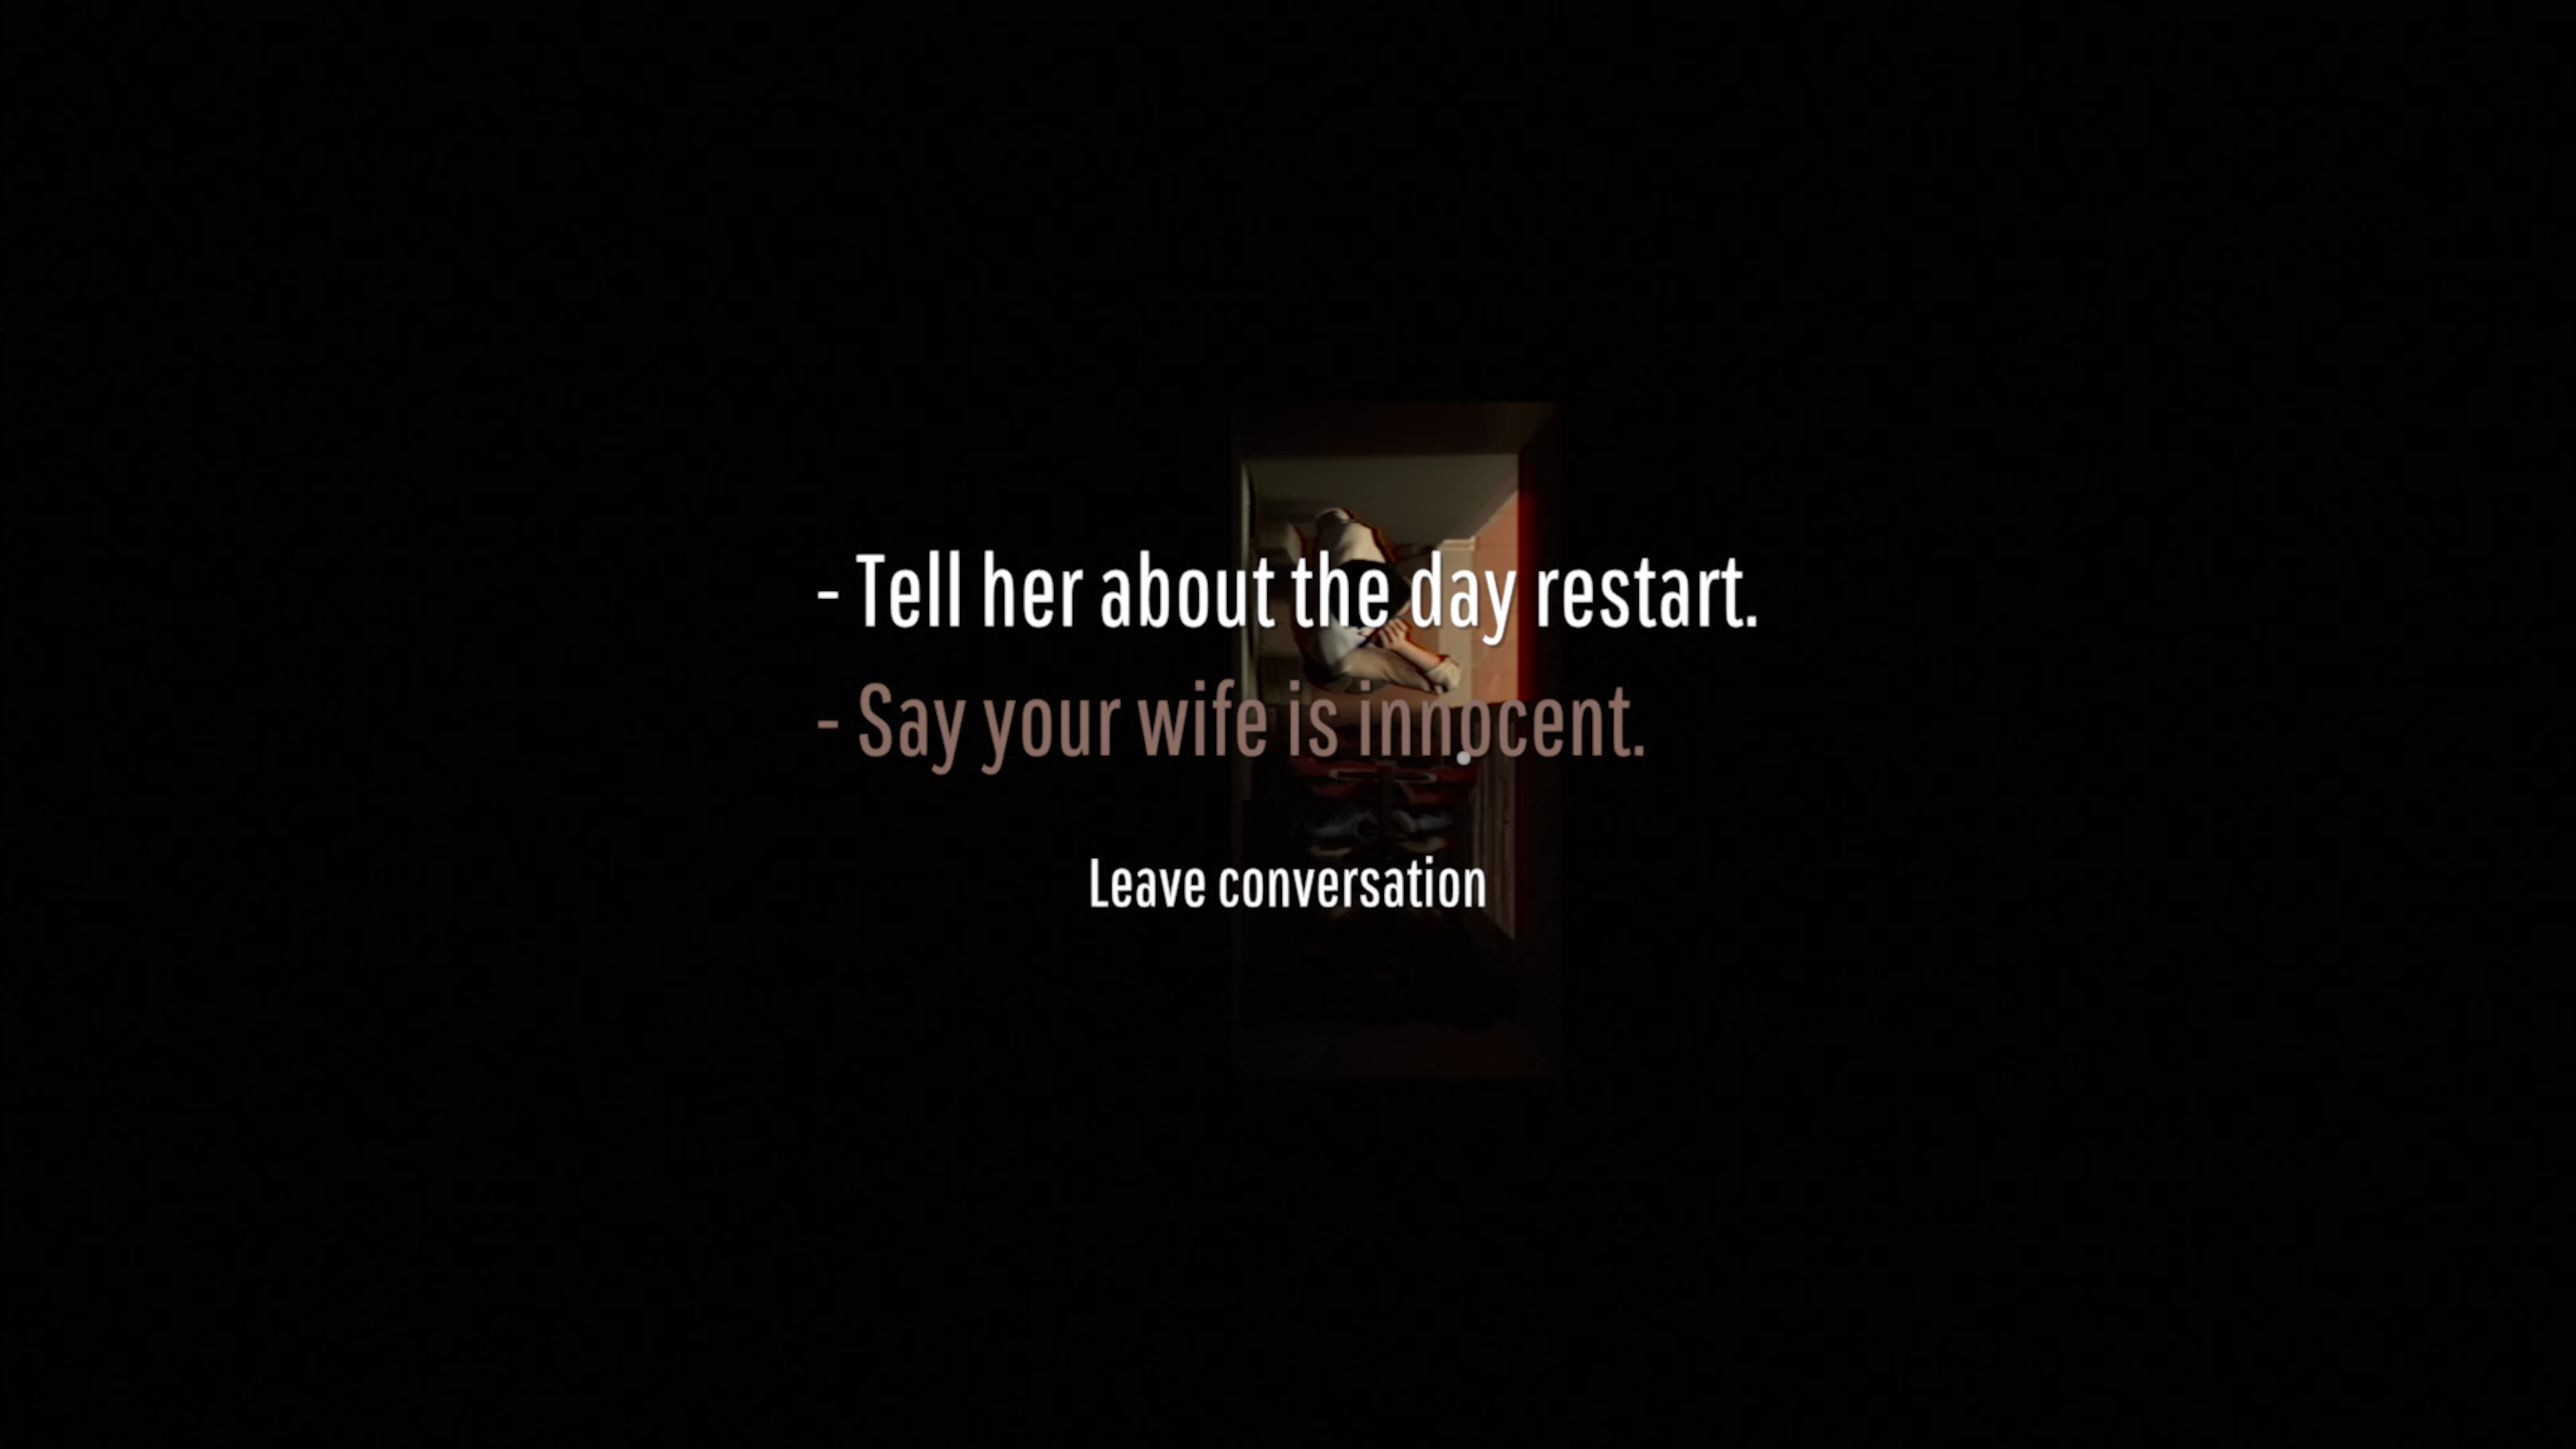 - Tell her about the day restart.
- Say your wife is innocent.
Leave conversation